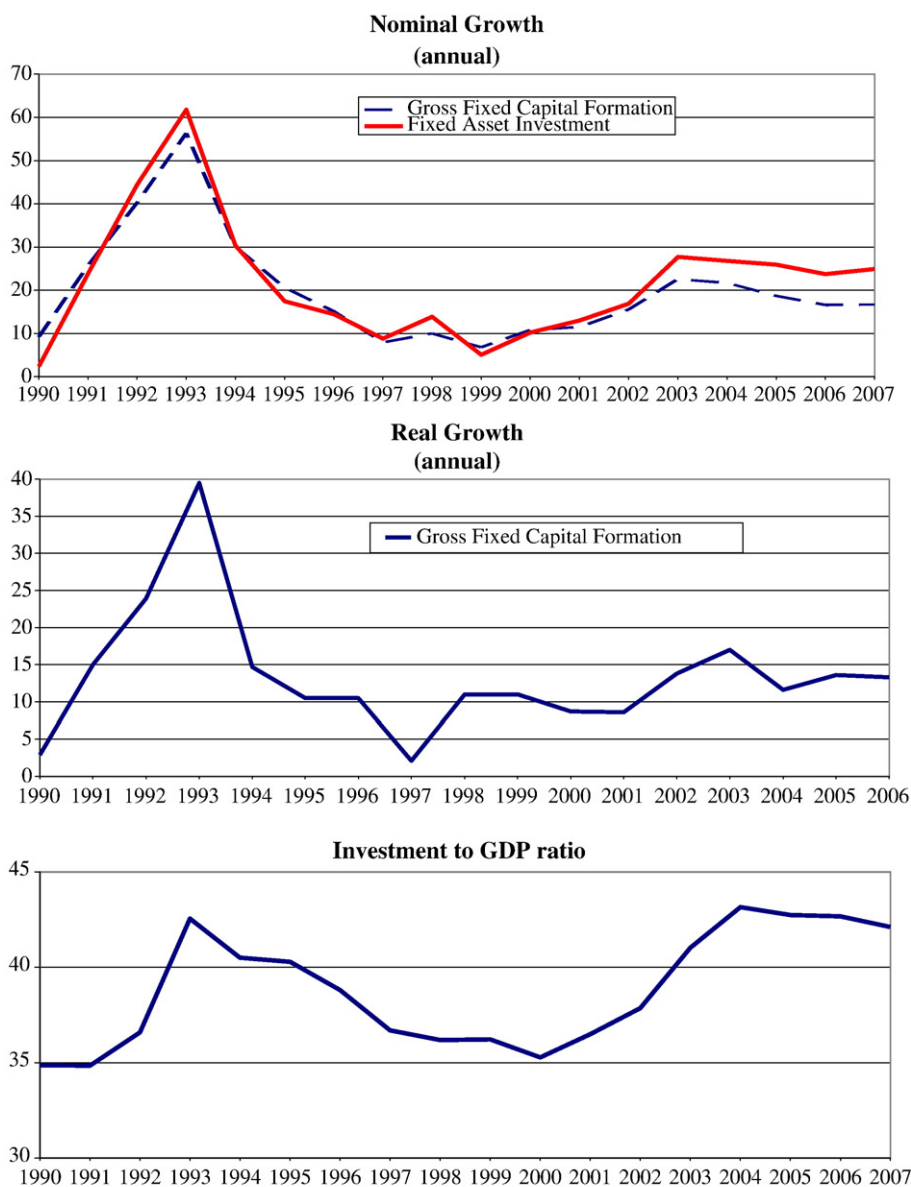 Nominal Growth
(annual)
70
60
50
40
30
20
10
0
Gross Fixed Capital Formation
Fixed Asset Investment
1990 1991 1992 1993 1994 1995 1996 1997 1998 1999 2000 2001 2002 2003 2004 2005 2006 2007
Real Growth
(annual)
40
35
30
25
20
15
10
5
0
Gross Fixed Capital Formation
1990 1991 1992 1993 1994 1995 1996 1997 1998 1999 2000 2001 2002 2003 2004 2005 2006
Investment to GDP ratio
45
40
35
30
1990 1991 1992 1993 1994 1995 1996 1997 1998 1999 2000 2001 2002 2003 2004 2005 2006 2007